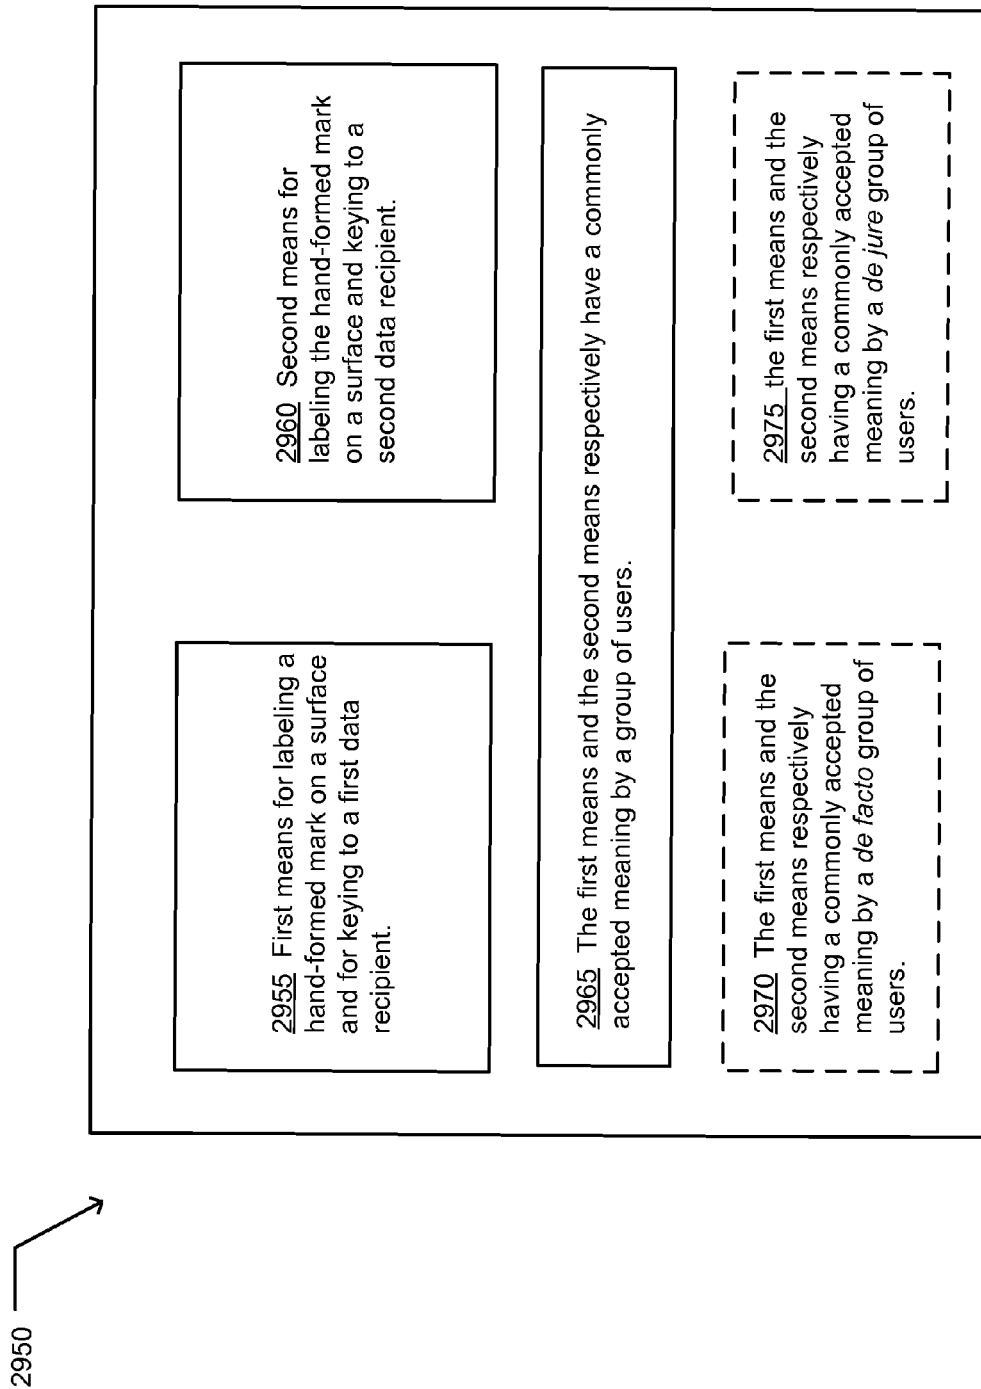 2950
2955 First means for labeling a
hand-formed mark on a surface
and for keying to a first data
recipient.
2960 Second means for
labeling the hand-formed mark
on a surface and keying to a
second data recipient.
2965 The first means and the second means respectively have a commonly
accepted meaning by a group of users.
2970 The first means and the
second means respectively
having a commonly accepted
meaning by a de facto group of
users.
2975 the first means and the
second means respectively
having a commonly accepted
meaning by a de jure group of
users.